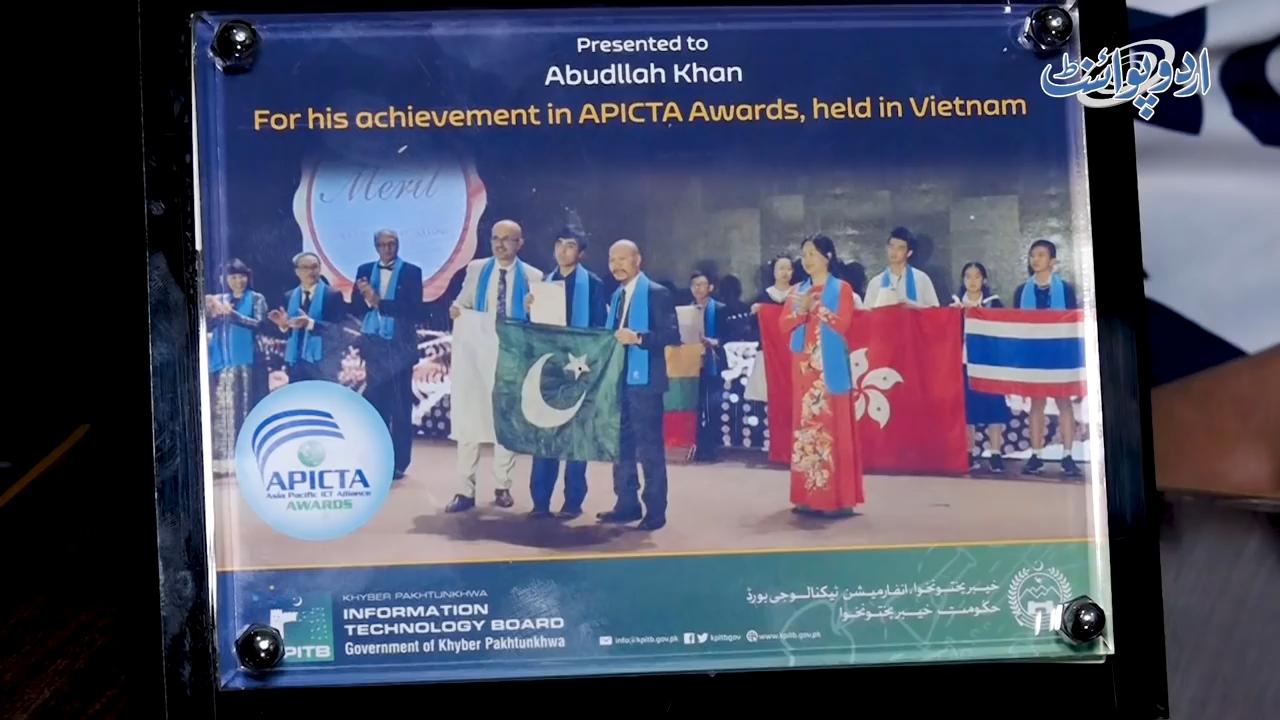 Presented to
Abudllah Khan
For his achievement in APICTA Awards, held in Vietnam
اردو پوائنٹ
Merit
APICTA
Asia Pacific ICT Alliance
AWARDS
KPITB
KHYBER PAKHTUNKHWA
INFORMATION
TECHNOLOGY BOARD
Government of Khyber Pakhtunkhwa
info@kpitb.gov.pk kpitbgov www.kpitb.gov.pk
خیبر پختونخوا، انفارمیشن ٹیکنالوجی بورڈ
حکومت خیبر پختونخوا